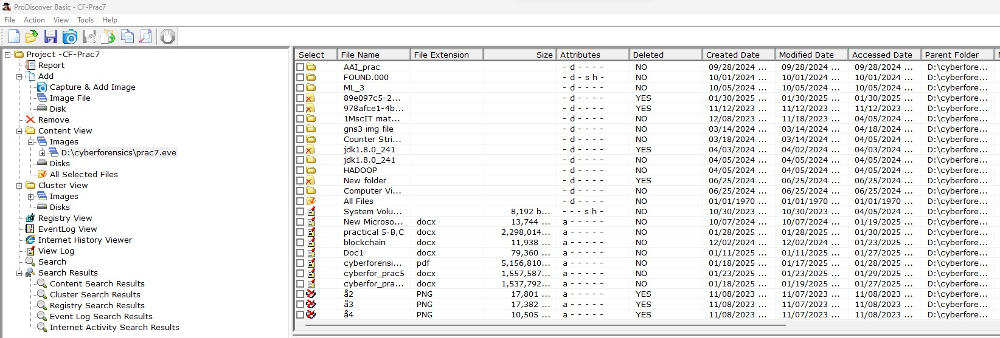 ProDiscover Basic - CF-Prac7
File Action View Tools Help
Project -CF-Prac7
Report
Add
Capture & Add Image
Image File
Disk
Remove
Content View
Images
D:\cyberforensics\prac7.eve
Disks
All Selected Files
Cluster View
Images
Disks
Registry View
EventLog View
Internet History Viewer
View Log
Search
Search Results
Content Search Results
Cluster Search Results
Registry Search Results
Event Log Search Results
Internet Activity Search Results
Select File Name File Extension Size Attributes Deleted Created Date Modified Date Accessed Date Parent Folder
AAI_prac - d - - - - NO 09/28/2024 ... 09/28/2024 ... 09/28/2024 ... D:\cyberfore...
FOUND.000 - d - s h - NO 10/01/2024 ... 10/01/2024 ... 10/01/2024 ... D:\cyberfore...
ML_3 - d - - - - NO 10/05/2024 ... 10/05/2024 ... 10/05/2024 ... D:\cyberfore...
89e097c5-2... - d - - - - YES 01/30/2025 ... 01/30/2025 ... 01/30/2025 ... D:\cyberfore...
978afce1-4b... - d - - - - YES 11/12/2023 ... 11/12/2023 ... 11/12/2023 ... D:\cyberfore...
1MscIT mat... - d - - - - NO 12/08/2023 ... 11/18/2023 ... 04/05/2024 ... D:\cyberfore...
gns3 img file - d - - - - NO 03/14/2024 ... 03/14/2024 ... 04/18/2024 ... D:\cyberfore...
Counter Stri... - d - - - - NO 03/18/2024 ... 03/14/2024 ... 04/05/2024 ... D:\cyberfore...
jdk1.8.0_241 - d - - - - YES 04/03/2024 ... 04/02/2024 ... 04/03/2024 ... D:\cyberfore...
jdk1.8.0_241 - d - - - - NO 04/05/2024 ... 04/05/2024 ... 04/05/2024 ... D:\cyberfore...
HADOOP - d - - - - NO 04/05/2024 ... 04/05/2024 ... 04/05/2024 ... D:\cyberfore...
New folder - d - - - - YES 06/25/2024 ... 06/25/2024 ... 06/25/2024 ... D:\cyberfore...
Computer Vi... - d - - - - NO 06/25/2024 ... 06/25/2024 ... 06/25/2024 ... D:\cyberfore...
All Files - d - - - - NO 01/01/1970 ... 01/01/1970 ... 01/01/1970 ... D:\cyberfore...
System Volu... 8,192 b... - - - s h - NO 10/30/2023 ... 10/30/2023 ... 04/05/2024 ... D:\cyberfore...
New Microso... docx 13,744 ... a - - - - - NO 10/07/2024 ... 10/07/2024 ... 01/19/2025 ... D:\cyberfore...
practical 5-B,C docx 2,298,014... a - - - - - NO 01/28/2025 ... 01/28/2025 ... 01/30/2025 ... D:\cyberfore...
blockchain docx 11,938 ... a - - - - - NO 12/02/2024 ... 12/02/2024 ... 01/23/2025 ... D:\cyberfore...
Doc1 docx 79,360 ... a - - - - - NO 01/11/2025 ... 01/11/2025 ... 01/27/2025 ... D:\cyberfore...
cyberforensi... pdf 5,156,810... a - - - - - NO 01/18/2025 ... 01/17/2025 ... 01/28/2025 ... D:\cyberfore...
cyberfor_prac5 docx 1,557,587... a - - - - - NO 01/23/2025 ... 01/23/2025 ... 01/29/2025 ... D:\cyberfore...
cyberfor_pra... docx 1,537,792... a - - - - - NO 01/18/2025 ... 01/19/2025 ... 01/27/2025 ... D:\cyberfore...
å2 PNG 17,801 ... a - - - - - YES 11/08/2023 ... 11/07/2023 ... 11/08/2023 ... D:\cyberfore...
å3 PNG 17,382 ... a - - - - - YES 11/08/2023 ... 11/07/2023 ... 11/08/2023 ... D:\cyberfore...
å4 PNG 10,505 ... a - - - - - YES 11/08/2023 ... 11/07/2023 ... 11/08/2023 ... D:\cyberfore...